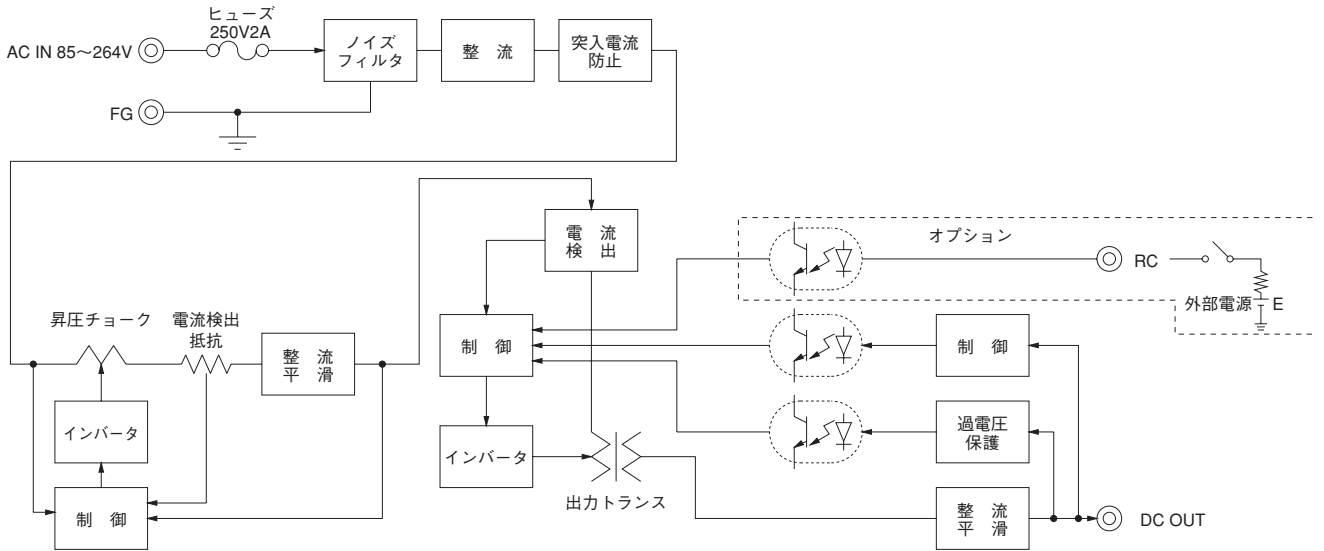 ヒューズ
250V2A
AC IN 85～264V
ノイズ
フィルタ
整 流
突入電流
防止
FG
電 流
検 出
オプション
RC
外部電源
E
昇圧チョーク
電流検出
抵抗
整 流
平 滑
制 御
制 御
インバータ
過電圧
保護
インバータ
出力トランス
制 御
整 流
平 滑
DC OUT